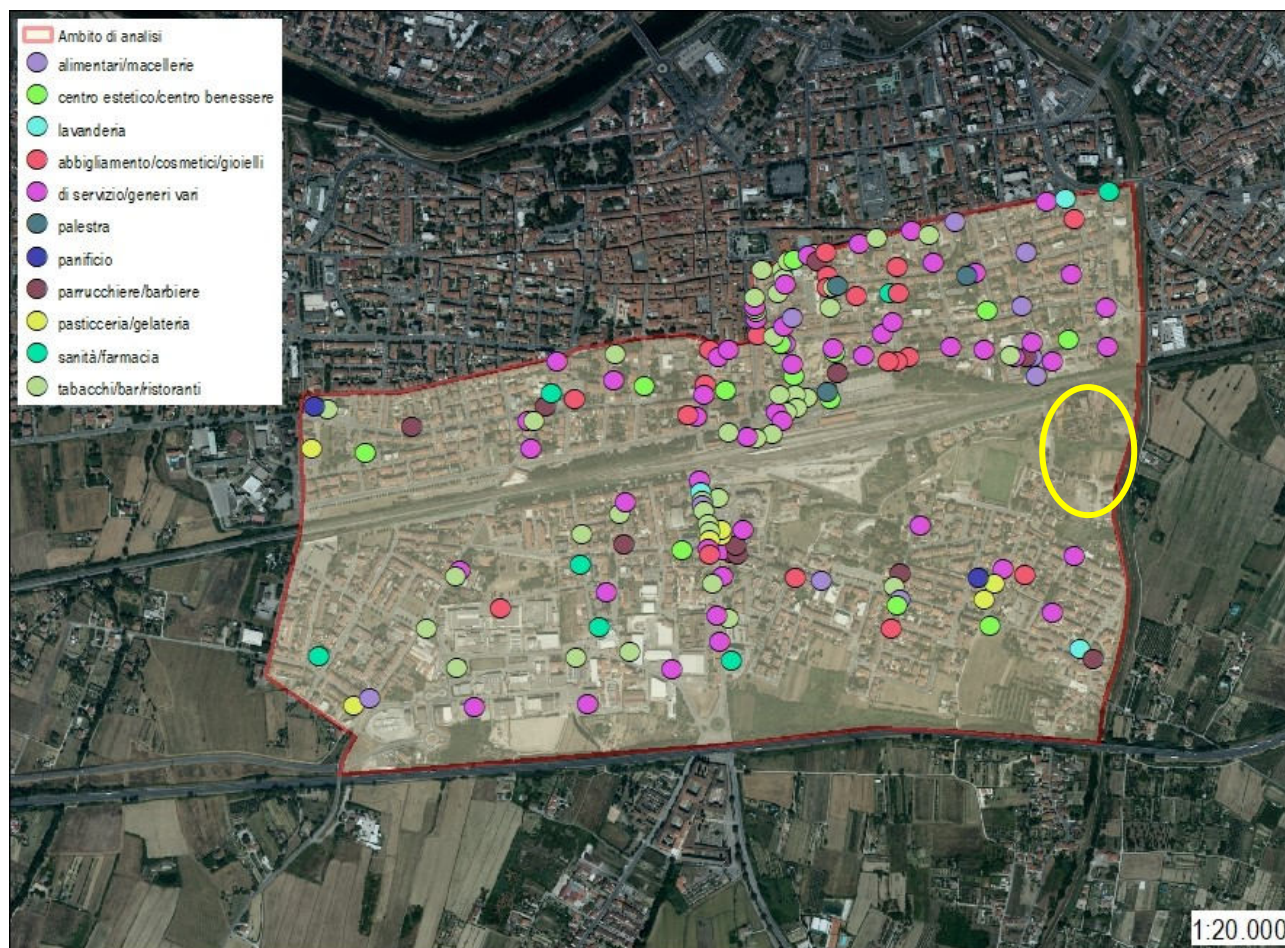 Ambito di analisi
alimentari/macellerie
centro estetico/centro benessere
lavanderia
abbigliamento/cosmetici/gioielli
di servizio/generi vari
palestra
panificio
parrucchiere/barbiere
pasticceria/gelateria
sanità/farmacia
tabacchi/bar/ristoranti
1:20.000